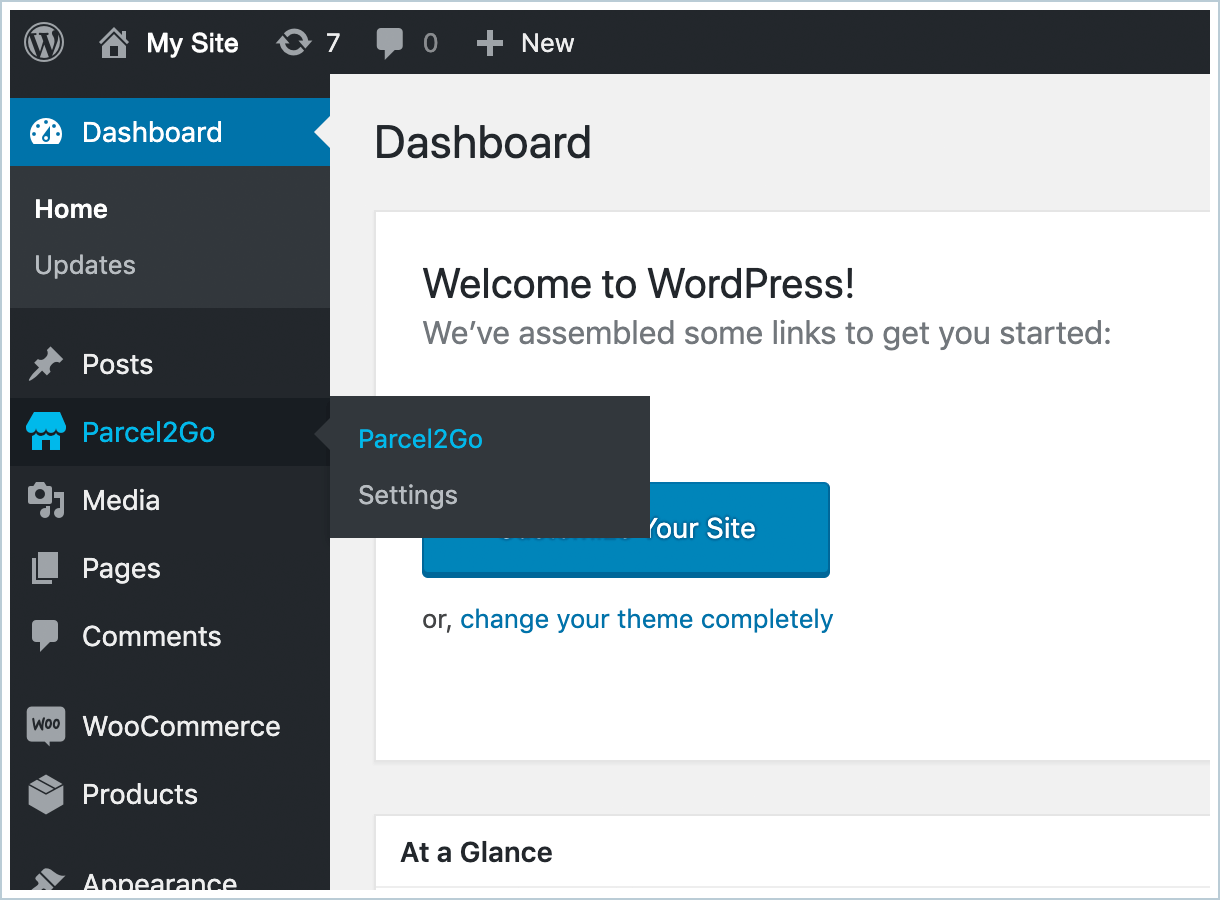 My Site 7 0 New
Dashboard
Home
Updates
Posts
Parcel2Go
Media
Pages
Comments
WOO WooCommerce
Products
Appearance
Parcel2Go
Settings
Dashboard
Welcome to WordPress!
We’ve assembled some links to get you started:
Your Site
or, change your theme completely
At a Glance